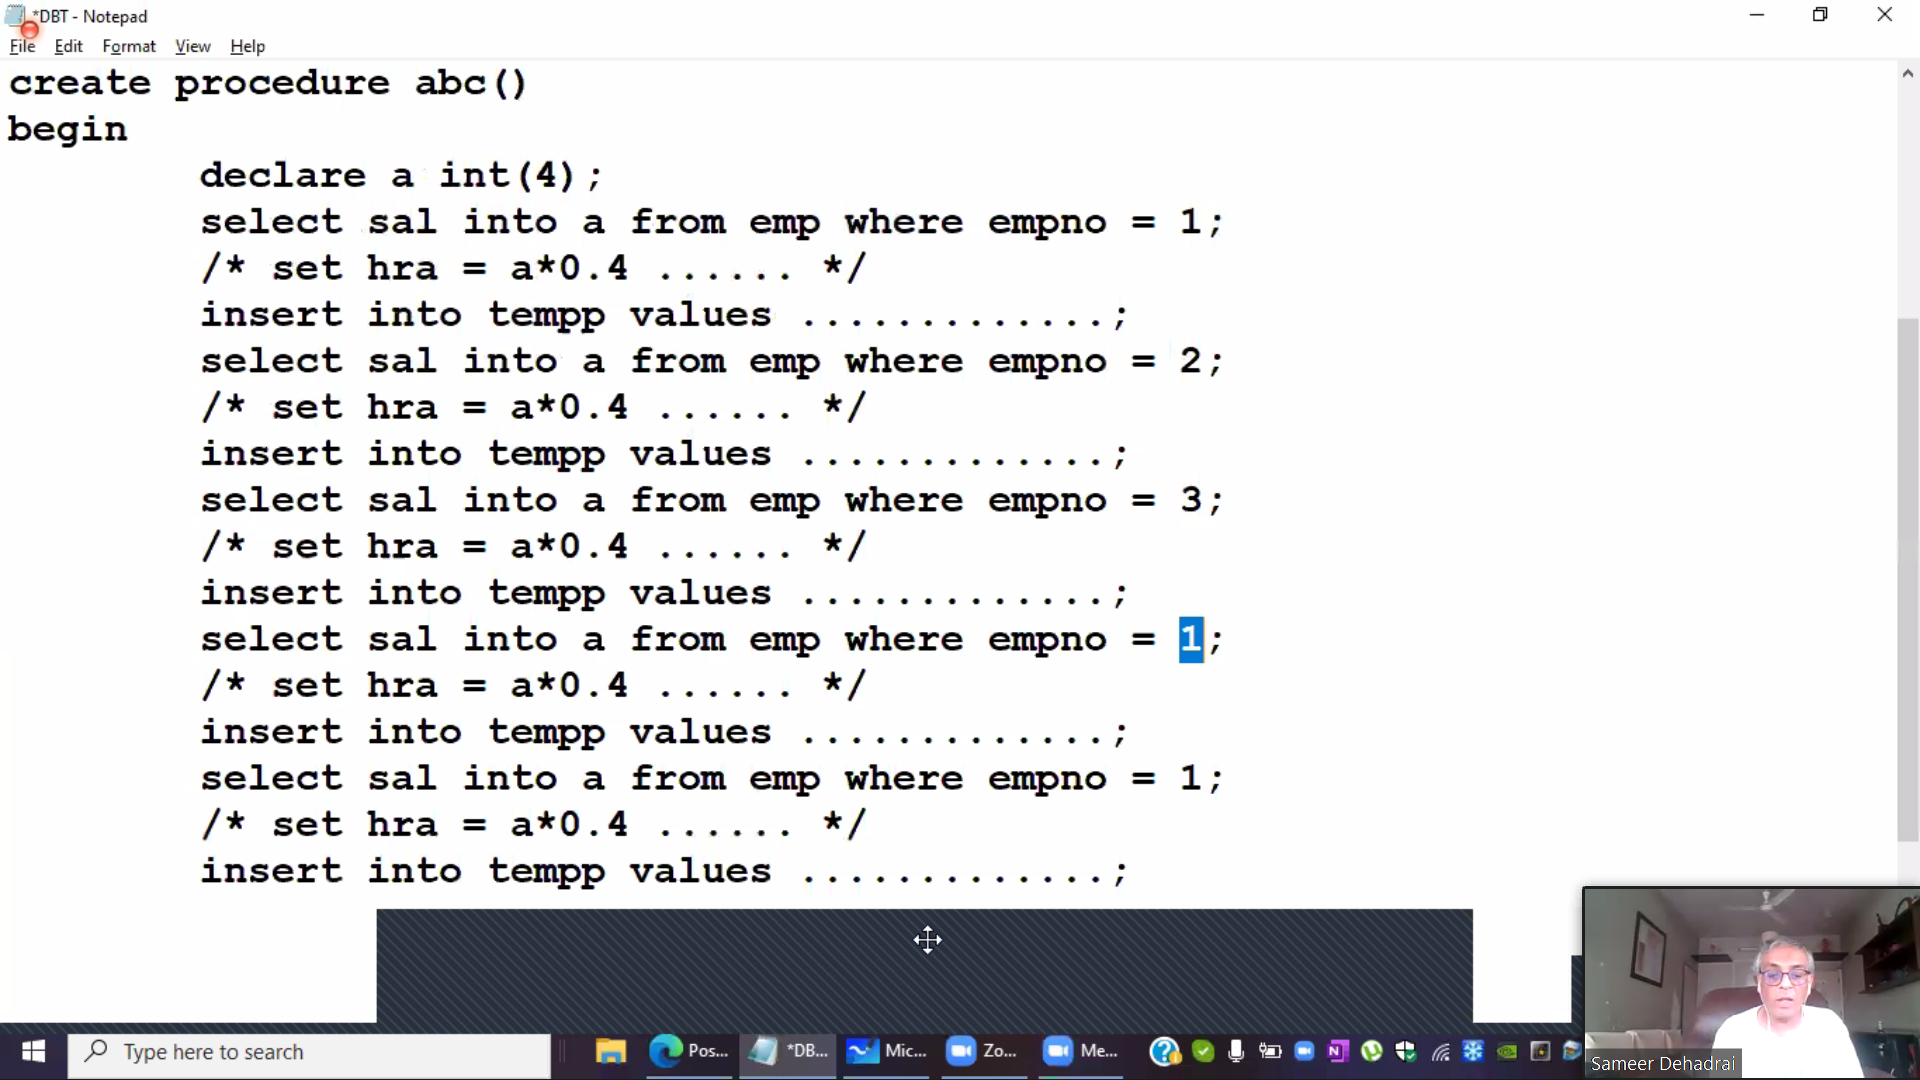 *DBT - Notepad
File Edit Format View Help
create procedure abc()
begin
declare a int(4);
select sal into a from emp where empno = 1;
/* set hra = a*0.4 ...... */
insert into tempp values .............;
select sal into a from emp where empno = 2;
/* set hra = a*0.4 ...... */
insert into tempp values .............;
select sal into a from emp where empno = 3;
/* set hra = a*0.4 ...... */
insert into tempp values .............;
select sal into a from emp where empno = 1;
/* set hra = a*0.4 ...... */
insert into tempp values .............;
select sal into a from emp where empno = 1;
/* set hra = a*0.4 ...... */
insert into tempp values .............;
Sameer Dehadrai
Type here to search
Pos...
*DB...
Mic...
Zo...
Me...